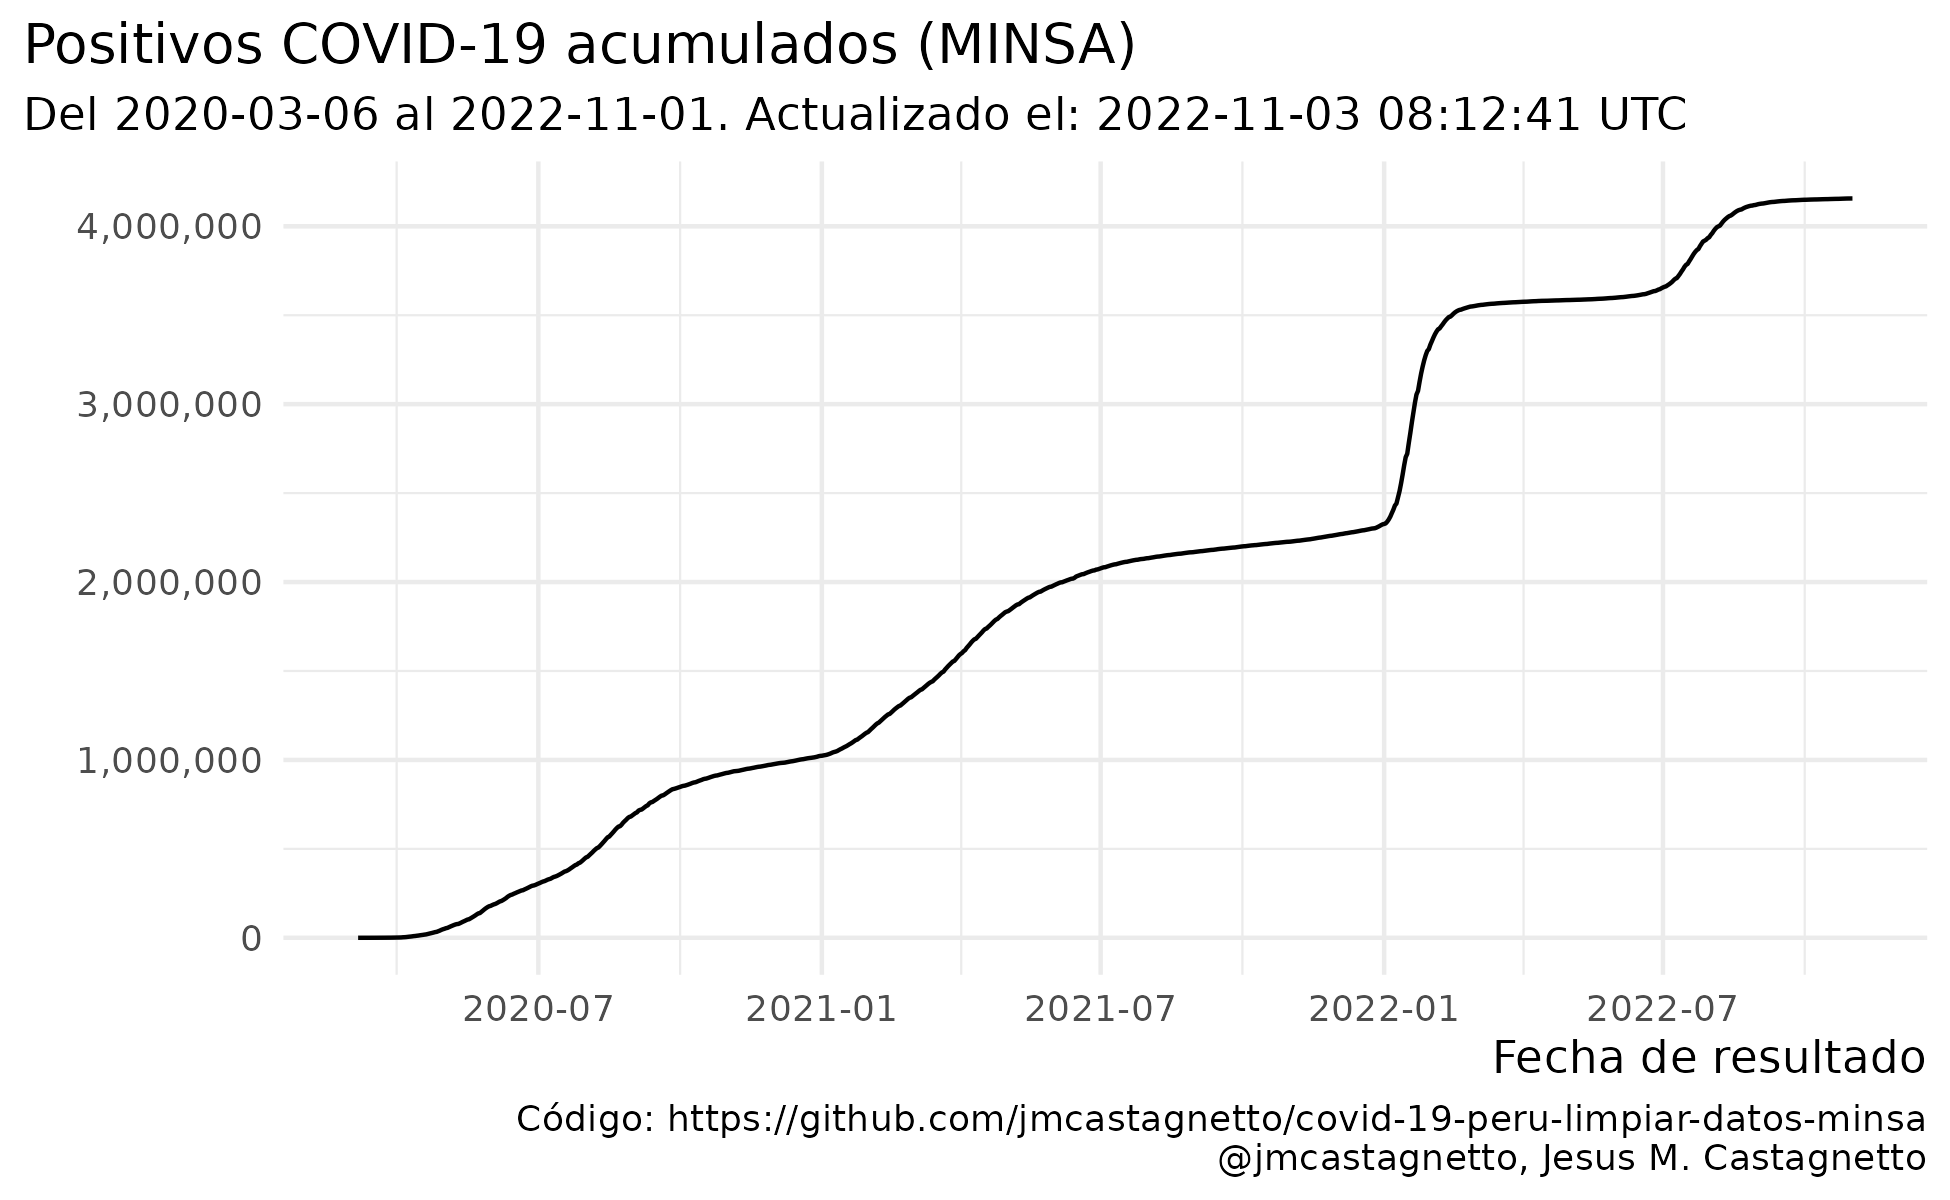 Positivos COVID-19 acumulados (MINSA)
Del 2020-03-06 al 2022-11-01. Actualizado el: 2022-11-03 08:12:41 UTC
4,000,000
3,000,000
2,000,000
1,000,000
0
2020-07 2021-01 2021-07 2022-01 2022-07
Fecha de resultado
Código: https://github.com/jmcastagnetto/covid-19-peru-limpiar-datos-minsa
@jmcastagnetto, Jesus M. Castagnetto